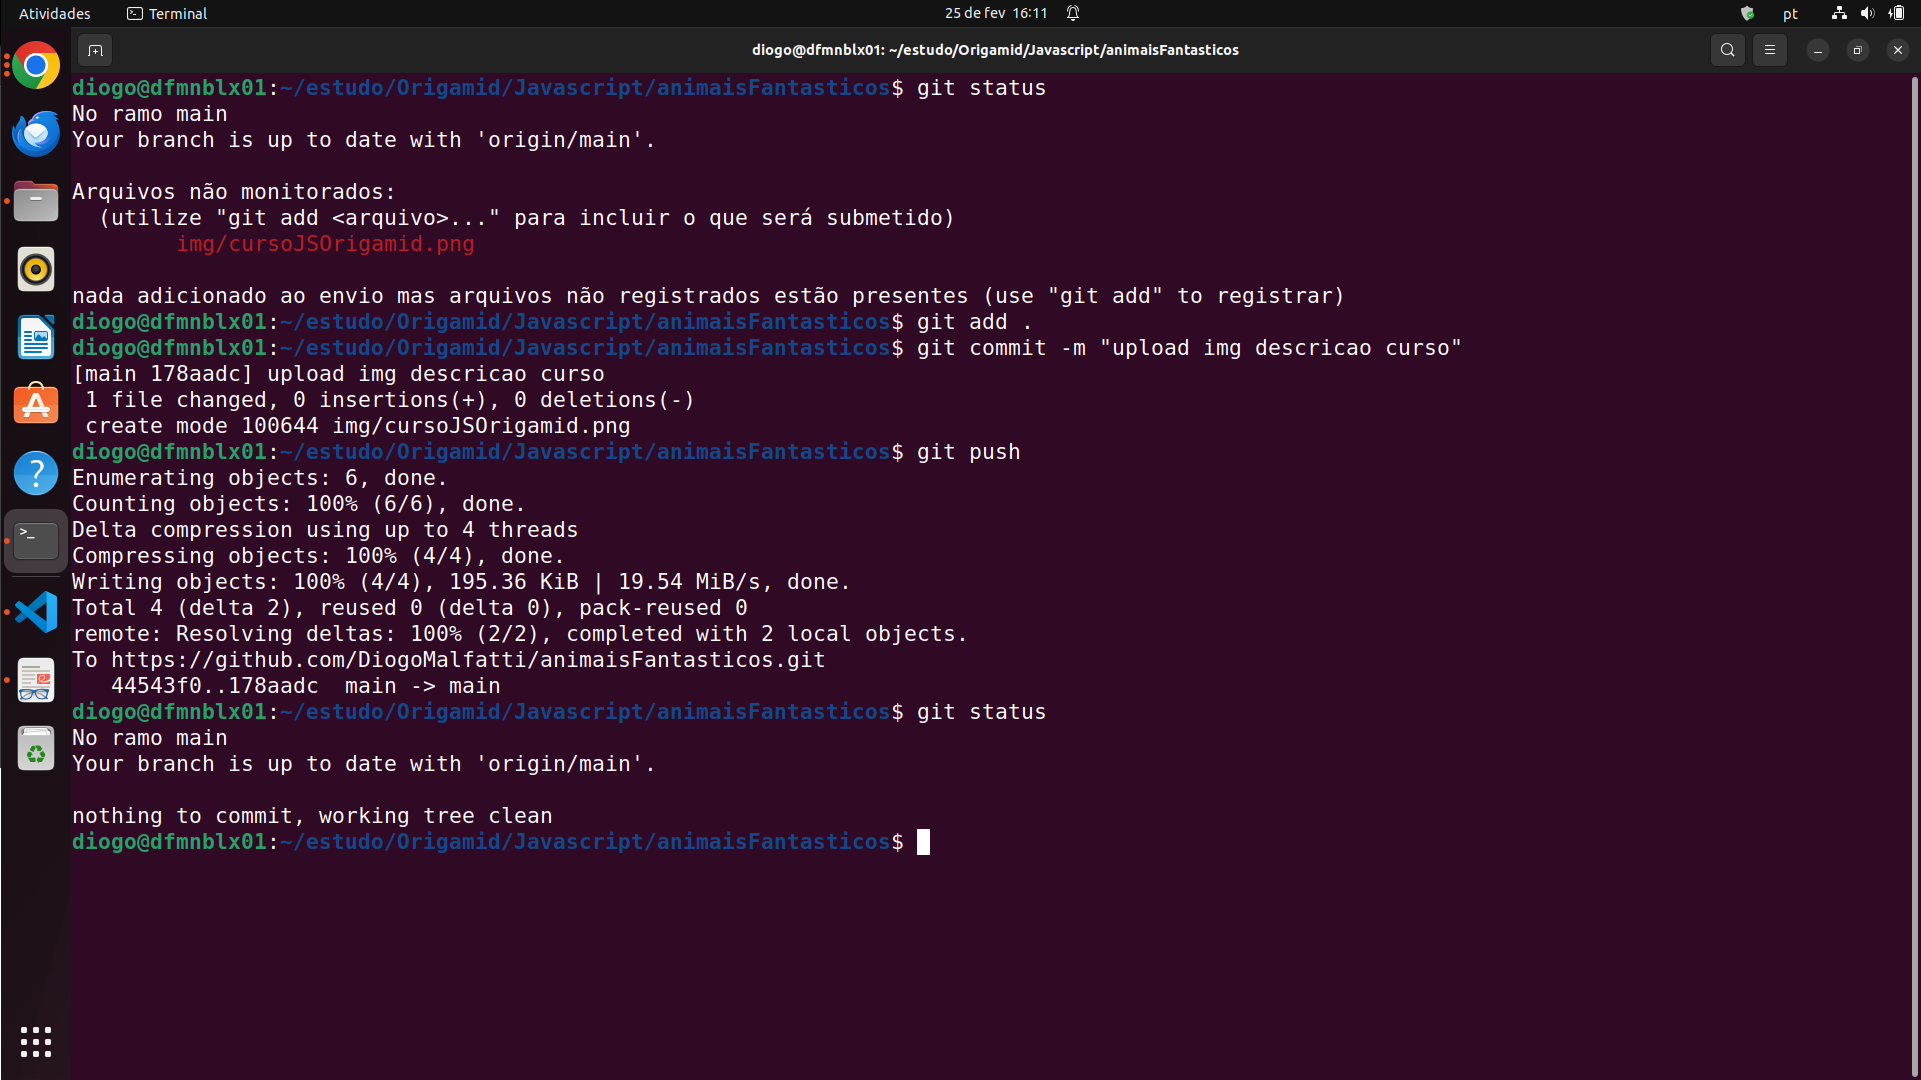 Atividades
Terminal
25 de fev 16:11
pt
diogo@dfmnblx01: ~/estudo/Origamid/Javascript/animaisFantasticos
diogo@dfmnblx01:~/estudo/Origamid/Javascript/animaisFantasticos$ git status
No ramo main
Your branch is up to date with 'origin/main'.
Arquivos não monitorados:
  (utilize "git add <arquivo>..." para incluir o que será submetido)
        img/cursoJSOrigamid.png
nada adicionado ao envio mas arquivos não registrados estão presentes (use "git add" to registrar)
diogo@dfmnblx01:~/estudo/Origamid/Javascript/animaisFantasticos$ git add .
diogo@dfmnblx01:~/estudo/Origamid/Javascript/animaisFantasticos$ git commit -m "upload img descricao curso"
[main 178aadc] upload img descricao curso
 1 file changed, 0 insertions(+), 0 deletions(-)
 create mode 100644 img/cursoJSOrigamid.png
diogo@dfmnblx01:~/estudo/Origamid/Javascript/animaisFantasticos$ git push
Enumerating objects: 6, done.
Counting objects: 100% (6/6), done.
Delta compression using up to 4 threads
Compressing objects: 100% (4/4), done.
Writing objects: 100% (4/4), 195.36 KiB | 19.54 MiB/s, done.
Total 4 (delta 2), reused 0 (delta 0), pack-reused 0
remote: Resolving deltas: 100% (2/2), completed with 2 local objects.
To https://github.com/DiogoMalfatti/animaisFantasticos.git
   44543f0..178aadc  main -> main
diogo@dfmnblx01:~/estudo/Origamid/Javascript/animaisFantasticos$ git status
No ramo main
Your branch is up to date with 'origin/main'.
nothing to commit, working tree clean
diogo@dfmnblx01:~/estudo/Origamid/Javascript/animaisFantasticos$